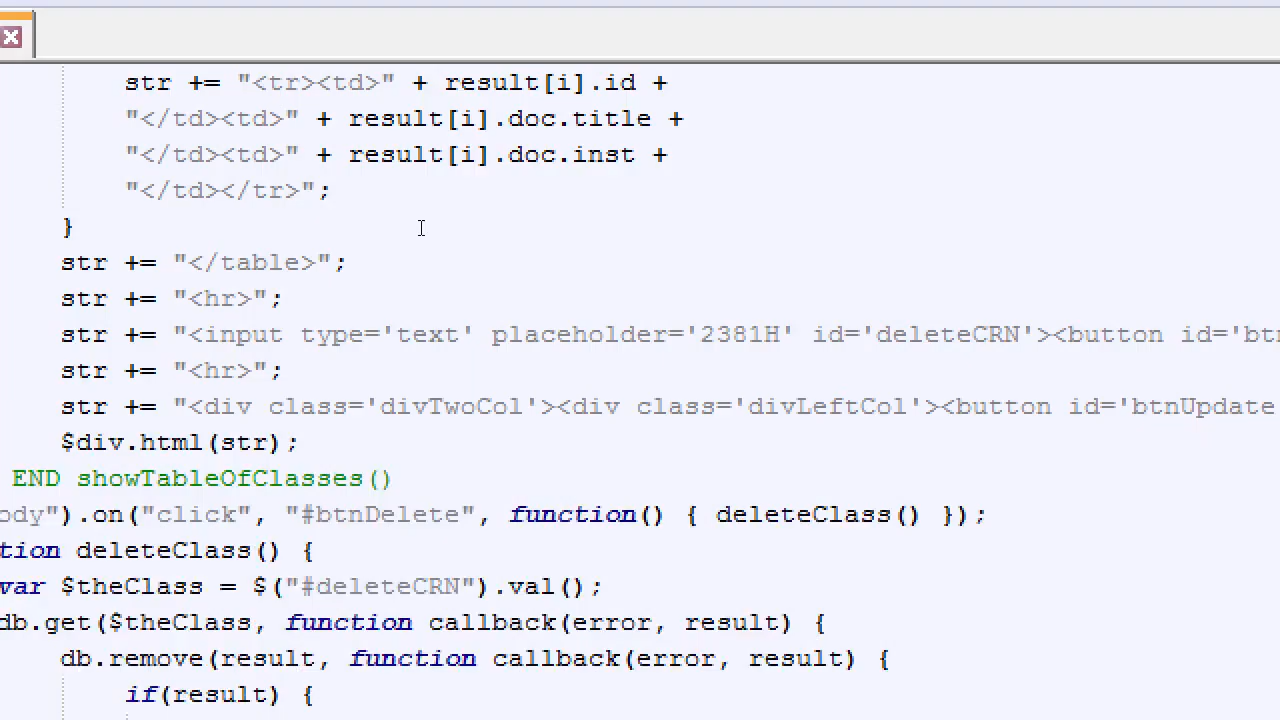 str += "<tr><td>" + result[i].id +
"</td><td>" + result[i].doc.title +
"</td><td>" + result[i].doc.inst +
"</td></tr>";
}
str += "</table>";
str += "<hr>";
str += "<input type='text' placeholder='2381H' id='deleteCRN'><button id='btn
str += "<hr>";
str += "<div class='divTwoCol'><div class='divLeftCol'><button id='btnUpdate
$div.html(str);
END showTableOfClasses()
ody").on("click", "#btnDelete", function() { deleteClass() });
tion deleteClass() {
var $theClass = $("#deleteCRN").val();
db.get($theClass, function callback(error, result) {
db.remove(result, function callback(error, result) {
if(result) {